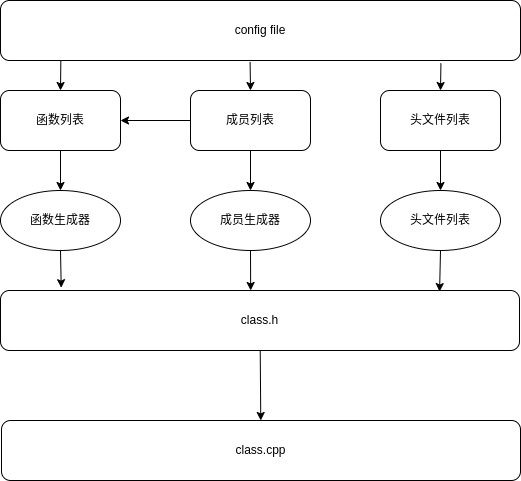 config file
函数列表
成员列表
头文件列表
函数生成器
成员生成器
头文件列表
class.h
class.cpp